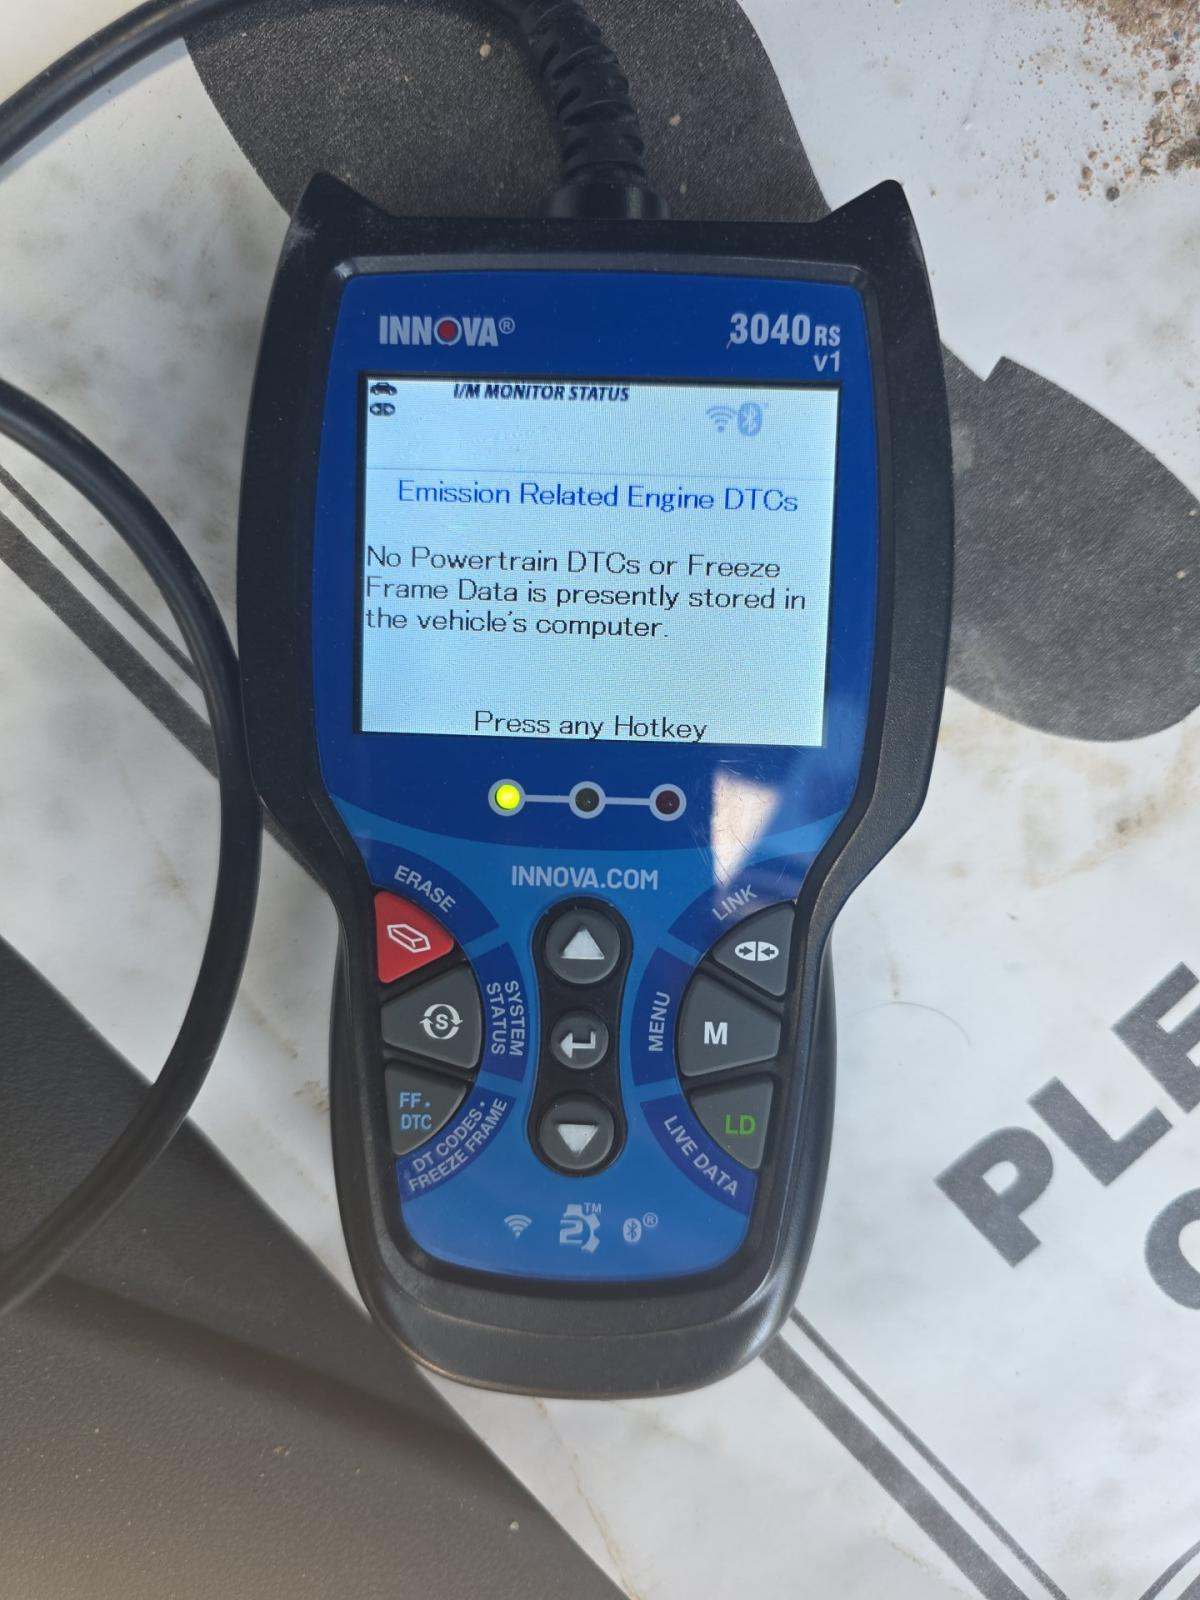 INNOVA®
3040RS
v1
I/M MONITOR STATUS
Emission Related Engine DTCs
No Powertrain DTCs or Freeze
Frame Data is presently stored in
the vehicle's computer.
Press any Hotkey
INNOVA.COM
ERASE
LINK
S
SYSTEM
STATUS
MENU
M
FF.
DTC
DT CODES •
FREEZE FRAME
LIVE DATA
LD
2
TM
®
PLE